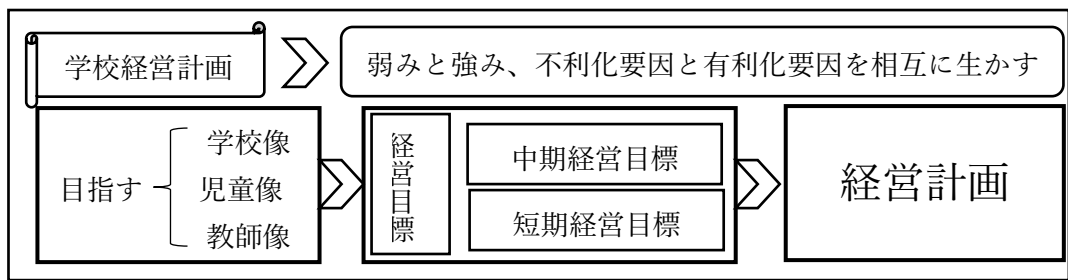 学校経営計画
弱みと強み、不利化要因と有利化要因を相互に生かす
目指す
学校像
児童像
教師像
経営目標
中期経営目標
短期経営目標
経営計画